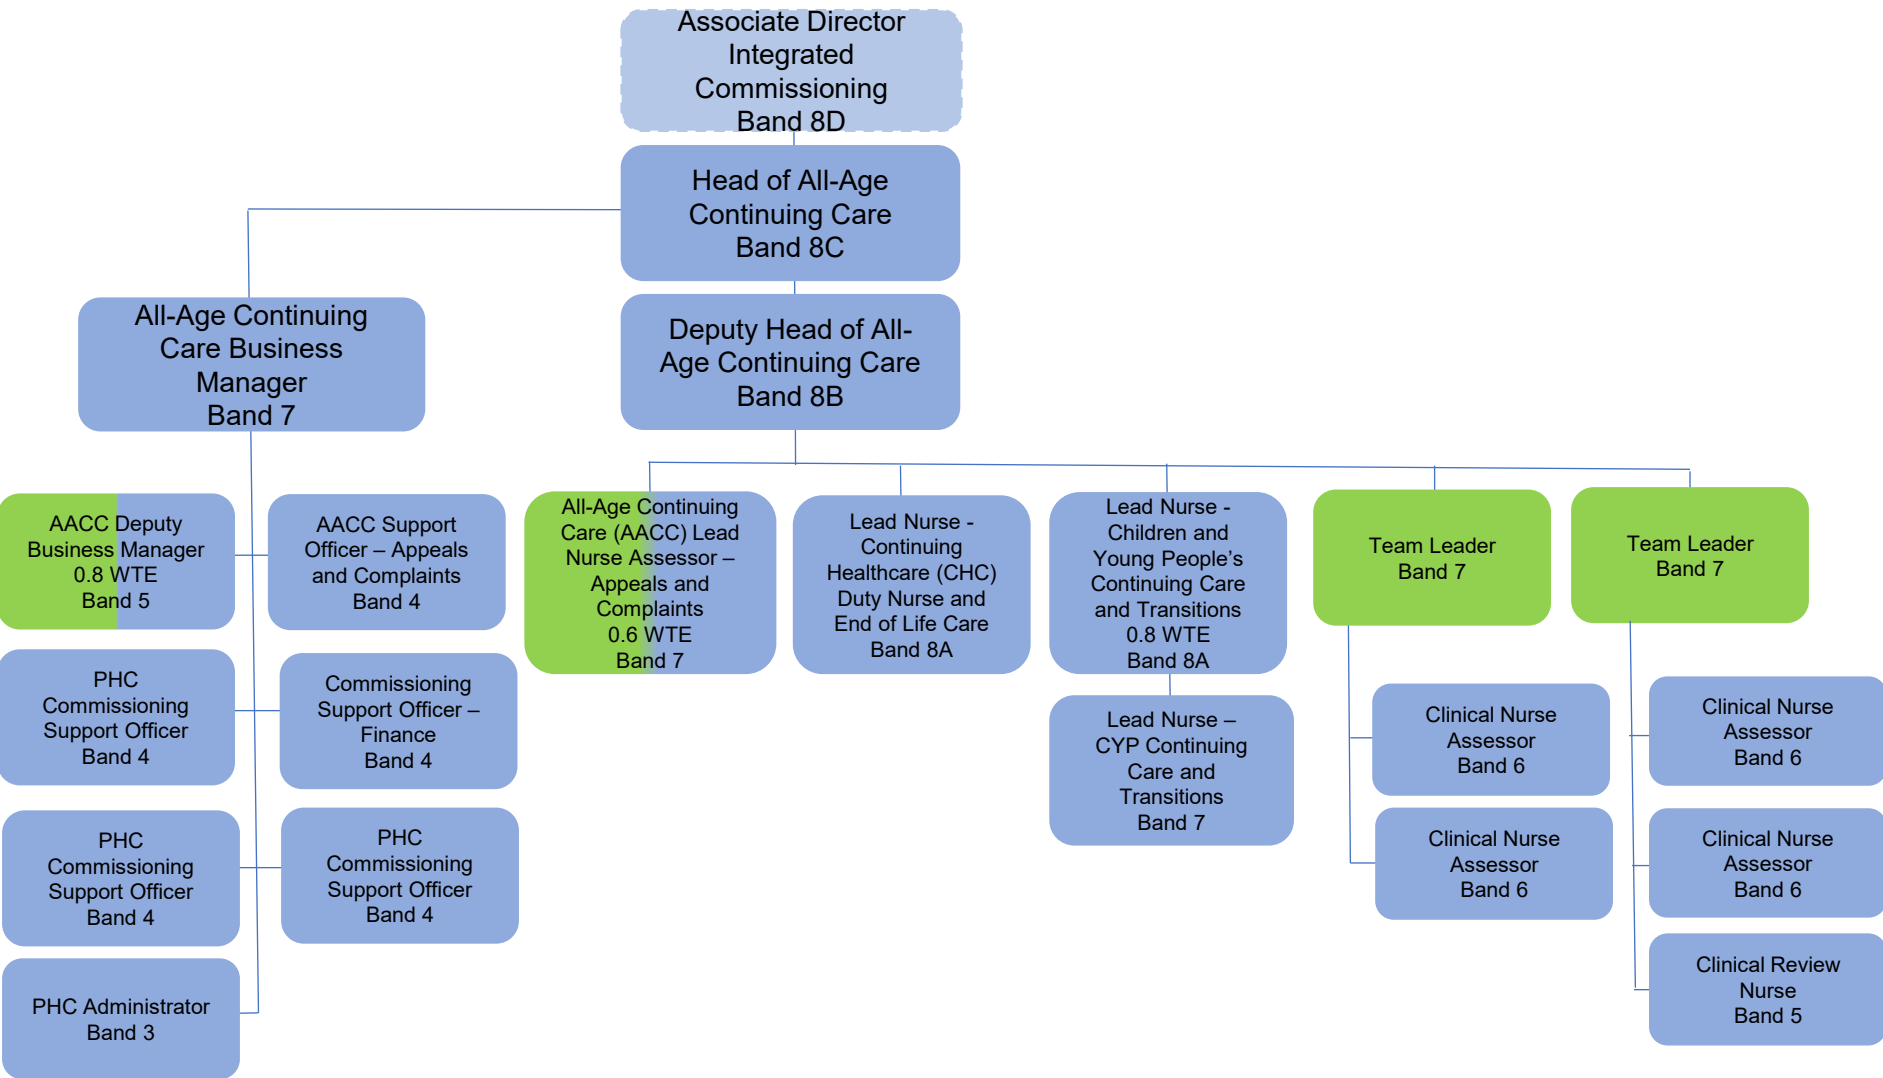 Associate Director
Integrated
Commissioning
Band 8D
Head of All-Age
Continuing Care
Band 8C
All-Age Continuing
Care Business
Manager
Band 7
Deputy Head of All-
Age Continuing Care
Band 8B
AACC Deputy
Business Manager
0.8 WTE
Band 5
AACC Support
Officer – Appeals
and Complaints
Band 4
PHC
Commissioning
Support Officer
Band 4
Commissioning
Support Officer –
Finance
Band 4
PHC
Commissioning
Support Officer
Band 4
PHC
Commissioning
Support Officer
Band 4
PHC Administrator
Band 3
All-Age Continuing
Care (AACC) Lead
Nurse Assessor –
Appeals and
Complaints
0.6 WTE
Band 7
Lead Nurse -
Continuing
Healthcare (CHC)
Duty Nurse and
End of Life Care
Band 8A
Lead Nurse -
Children and
Young People’s
Continuing Care
and Transitions
0.8 WTE
Band 8A
Lead Nurse –
CYP Continuing
Care and
Transitions
Band 7
Team Leader
Band 7
Clinical Nurse
Assessor
Band 6
Clinical Nurse
Assessor
Band 6
Team Leader
Band 7
Clinical Nurse
Assessor
Band 6
Clinical Nurse
Assessor
Band 6
Clinical Review
Nurse
Band 5